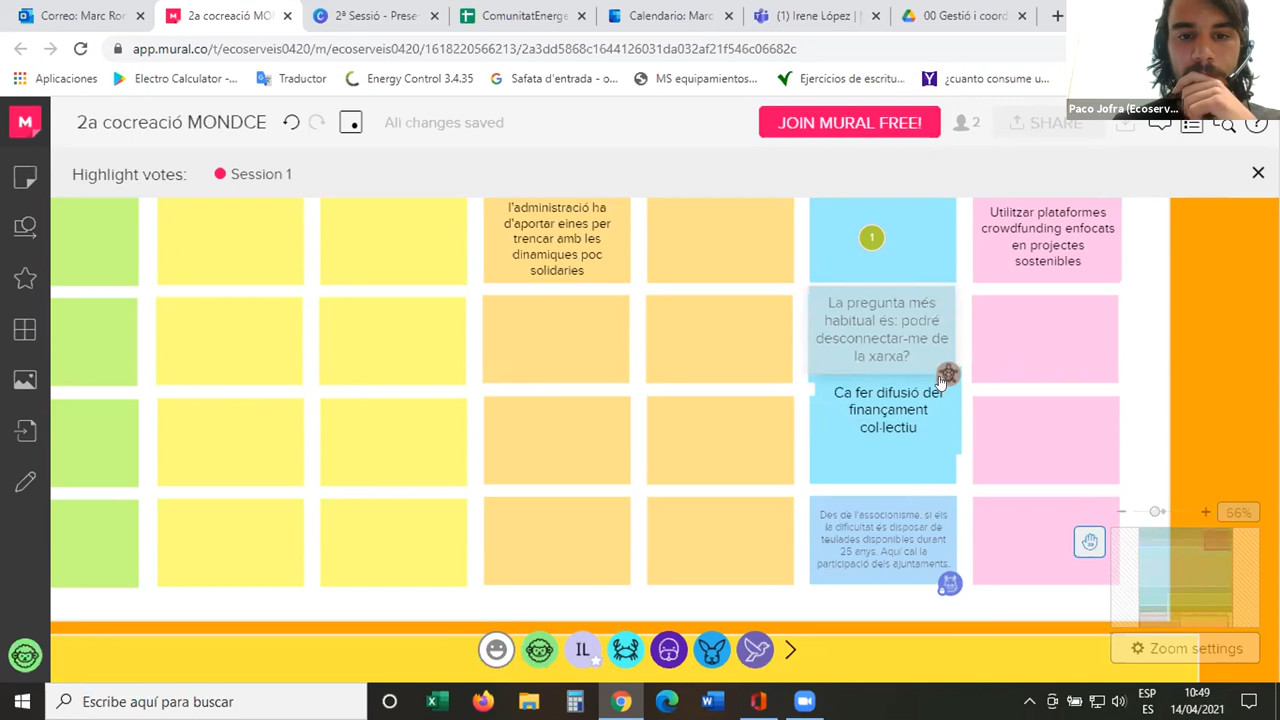 Correo: Marc Ror
2a cocreació MONDC
2ª Sessió - Prese
ComunitatEnerge
Calendario: Marc
(1) Irene López |
00 Gestió i coord
app.mural.co/t/ecoserveis0420/m/ecoserveis0420/1618220566213/2a3dd5868c1644126031da032af21f546c06682c
Aplicaciones
Electro Calculator -...
Traductor
Energy Control 3.4.35
Safata d'entrada - o...
MS equipamientos...
Ejercicios de escritu...
¿cuanto consume u...
Paco Jofra (Ecoserv...
2a cocreació MONDCE
All changes saved
JOIN MURAL FREE!
2
SHARE
Highlight votes:
Session 1
l'administració ha
d'aportar eines per
trencar amb les
dinamiques poc
solidaries
1
Utilitzar plataformes
crowdfunding enfocats
en projectes
sostenibles
La pregunta més
habitual és: podré
desconnectar-me de
la xarxa?
Ca fer difusió del
finançament
col·lectiu
Des de l'associonisme, si els
la dificultat és disposar de
teulades disponibles durant
25 anys. Aquí cal la
participació dels ajuntaments.
66%
Zoom settings
IL
Escribe aquí para buscar
ESP
ES
10:49
14/04/2021